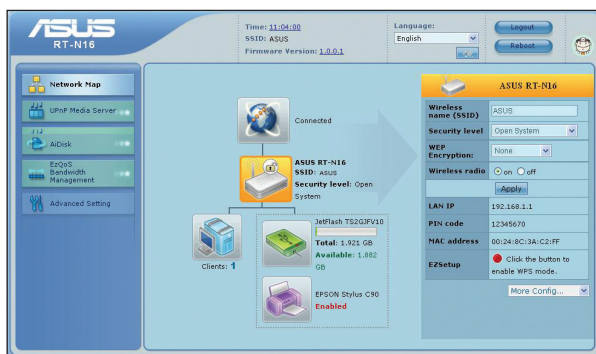 ASUS
RT-N16
Time: 11:04:00
SSID: ASUS
Firmware Version: 1.0.0.1
Language:
English
Logout
Reboot
Network Map
UPnP Media Server
AiDisk
EzQoS
Bandwidth
Management
Advanced Setting
Connected
ASUS RT-N16
SSID: ASUS
Security level: Open
System
Clients: 1
JetFlash TS2GJFV10
Total: 1.921 GB
Available: 1.882
GB
EPSON Stylus C90
Enabled
ASUS RT-N16
Wireless
name (SSID)
ASUS
Security level
Open System
WEP
Encryption:
None
Wireless radio
on off
Apply
LAN IP
192.168.1.1
PIN code
12345670
MAC address
00:24:8C:3A:C2:FF
EZSetup
Click the button to
enable WPS mode.
More Config...